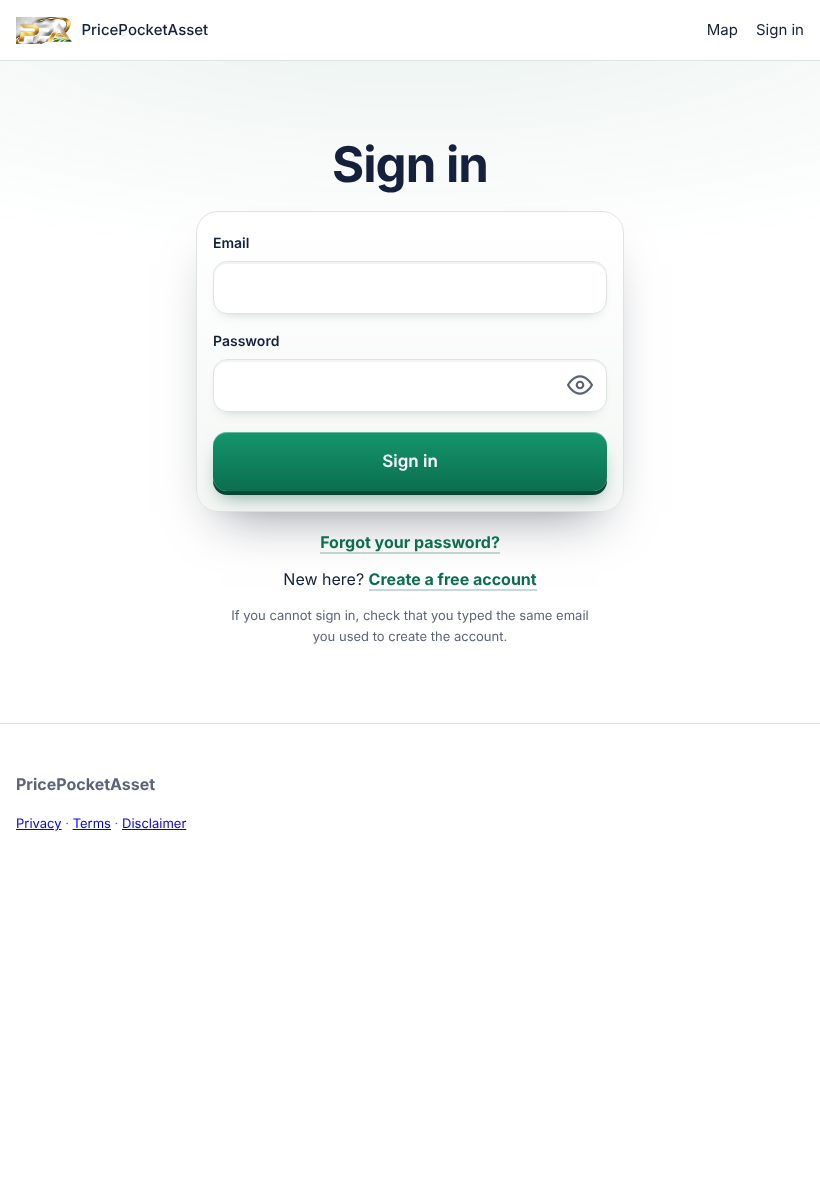 PPA PricePocketAsset
Map Sign in
Sign in
Email
Password
Sign in
Forgot your password?
New here? Create a free account
If you cannot sign in, check that you typed the same email
you used to create the account.
PricePocketAsset
Privacy · Terms · Disclaimer